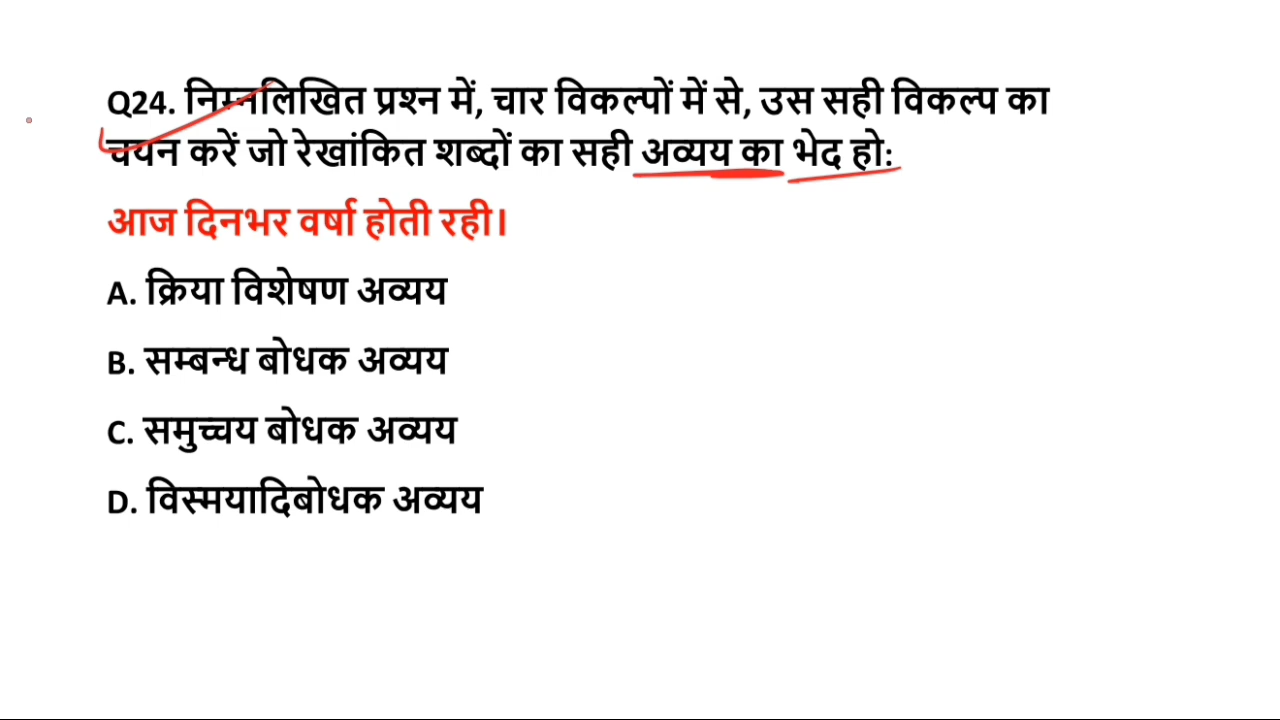 Q24. निम्नलिखित प्रश्न में, चार विकल्पों में से, उस सही विकल्प का
चयन करें जो रेखांकित शब्दों का सही अव्यय का भेद हो:
आज दिनभर वर्षा होती रही।
A. क्रिया विशेषण अव्यय
B. सम्बन्ध बोधक अव्यय
C. समुच्चय बोधक अव्यय
D. विस्मयादिबोधक अव्यय